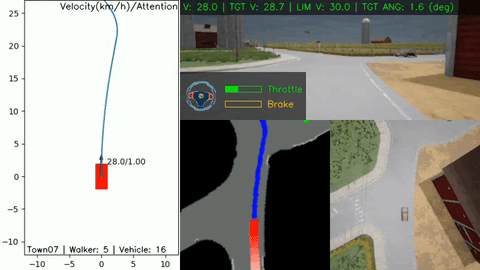 Velocity(km/h)/Attention
V: 28.0 | TGT V: 28.7 | LIM V: 30.0 | TGT ANG: 1.6 (deg)
25
20
15
10
5
0
−5
−10
28.0/1.00
Throttle
Brake
Town07 | Walker: 5 | Vehicle: 16
−10
−5
0
5
10